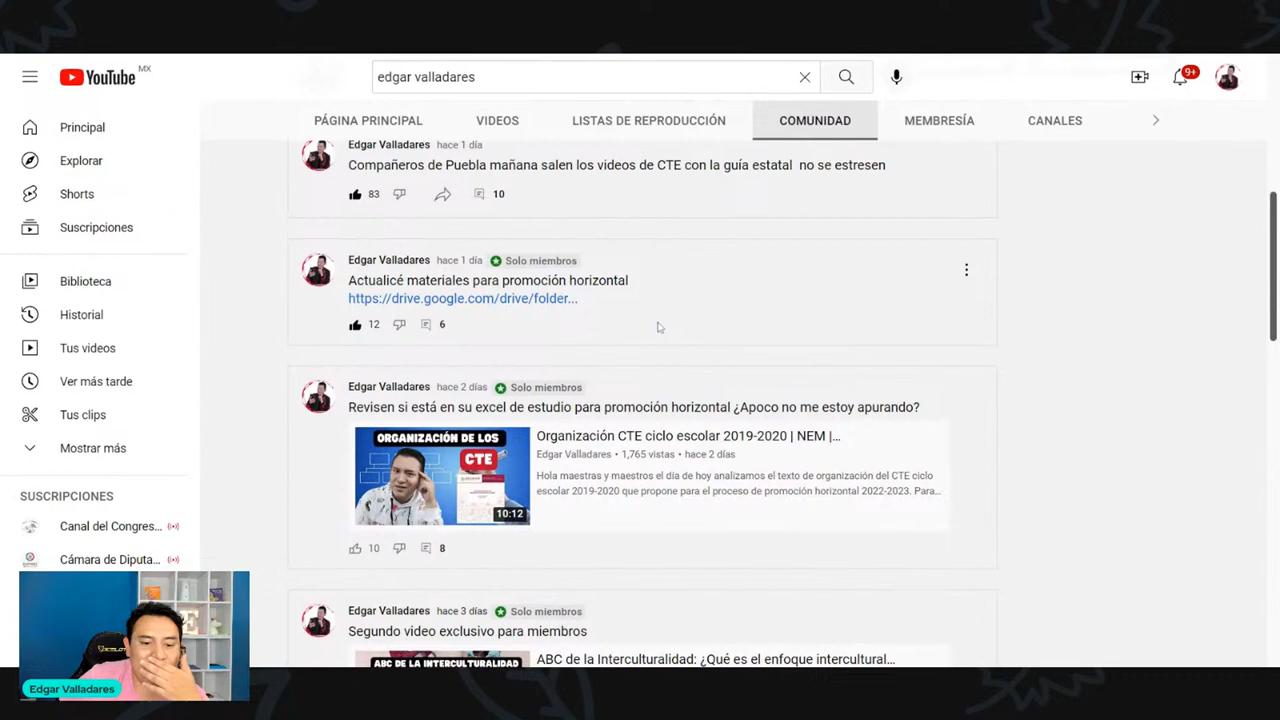 YouTube MX
edgar valladares
9+
PÁGINA PRINCIPAL VIDEOS LISTAS DE REPRODUCCIÓN COMUNIDAD MEMBRESÍA CANALES
Principal
Explorar
Shorts
Suscripciones
Biblioteca
Historial
Tus videos
Ver más tarde
Tus clips
Mostrar más
SUSCRIPCIONES
Canal del Congres...
Cámara de Diputa...
Edgar Valladares hace 1 día
Compañeros de Puebla mañana salen los videos de CTE con la guía estatal no se estresen
83 10
Edgar Valladares hace 1 día Solo miembros
Actualicé materiales para promoción horizontal
https://drive.google.com/drive/folder...
12 6
Edgar Valladares hace 2 días Solo miembros
Revisen si está en su excel de estudio para promoción horizontal ¿Apoco no me estoy apurando?
ORGANIZACIÓN DE LOS
CTE
10:12
Organización CTE ciclo escolar 2019-2020 | NEM |...
Edgar Valladares • 1,765 vistas • hace 2 días
Hola maestras y maestros el día de hoy analizamos el texto de organización del CTE ciclo
escolar 2019-2020 que propone para el proceso de promoción horizontal 2022-2023. Para...
10 8
Edgar Valladares hace 3 días Solo miembros
Segundo video exclusivo para miembros
ABC DE LA INTERCULTURALIDAD
ABC de la Interculturalidad: ¿Qué es el enfoque intercultural...
Edgar Valladares